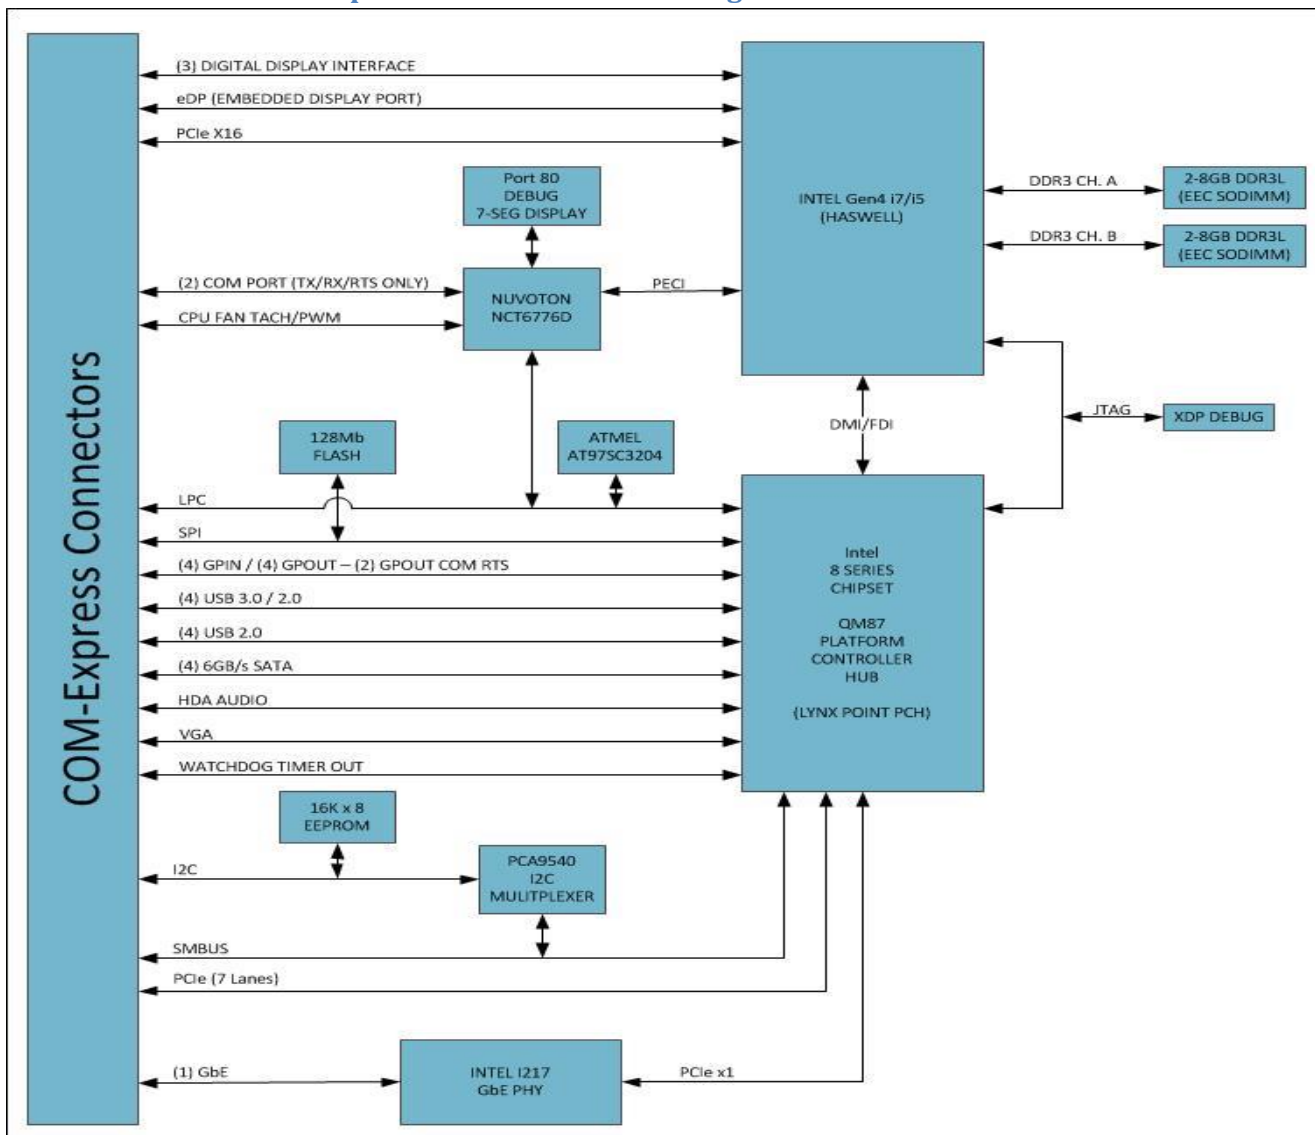 COM-Express Connectors
(3) DIGITAL DISPLAY INTERFACE
eDP (EMBEDDED DISPLAY PORT)
PCIe X16
Port 80
DEBUG
7-SEG DISPLAY
INTEL Gen4 i7/i5
(HASWELL)
DDR3 CH. A
2-8GB DDR3L
(EEC SODIMM)
DDR3 CH. B
2-8GB DDR3L
(EEC SODIMM)
(2) COM PORT (TX/RX/RTS ONLY)
CPU FAN TACH/PWM
NUVOTON
NCT6776D
PECI
DMI/FDI
JTAG
XDP DEBUG
128Mb
FLASH
ATMEL
AT97SC3204
LPC
SPI
(4) GPIN / (4) GPOUT – (2) GPOUT COM RTS
(4) USB 3.0 / 2.0
(4) USB 2.0
(4) 6GB/s SATA
HDA AUDIO
VGA
WATCHDOG TIMER OUT
Intel
8 SERIES
CHIPSET
QM87
PLATFORM
CONTROLLER
HUB
(LYNX POINT PCH)
16K x 8
EEPROM
I2C
PCA9540
I2C
MULITPLEXER
SMBUS
PCIe (7 Lanes)
(1) GbE
INTEL I217
GbE PHY
PCIe x1